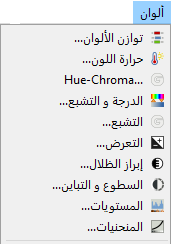 ألوان
توازن الألوان...
حرارة اللون...
Hue-Chroma...
الدرجة و التشبع...
التشبع...
التعرض...
إبراز الظلال...
السطوع و التباين...
المستويات...
المنحنيات...